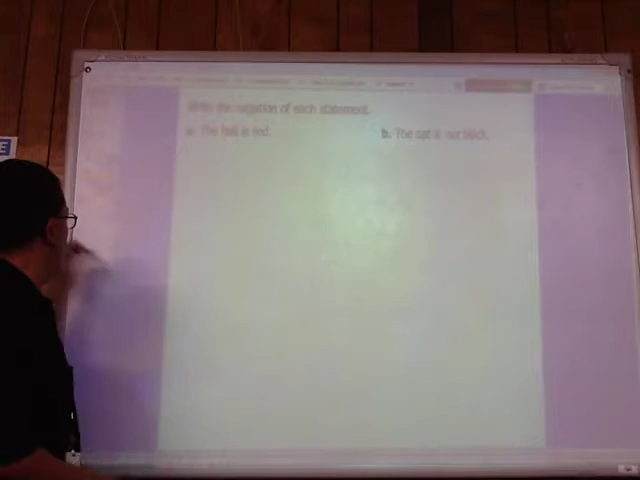 Write the negation of each statement.
a. The ball is red. b. The cat is not black.
E